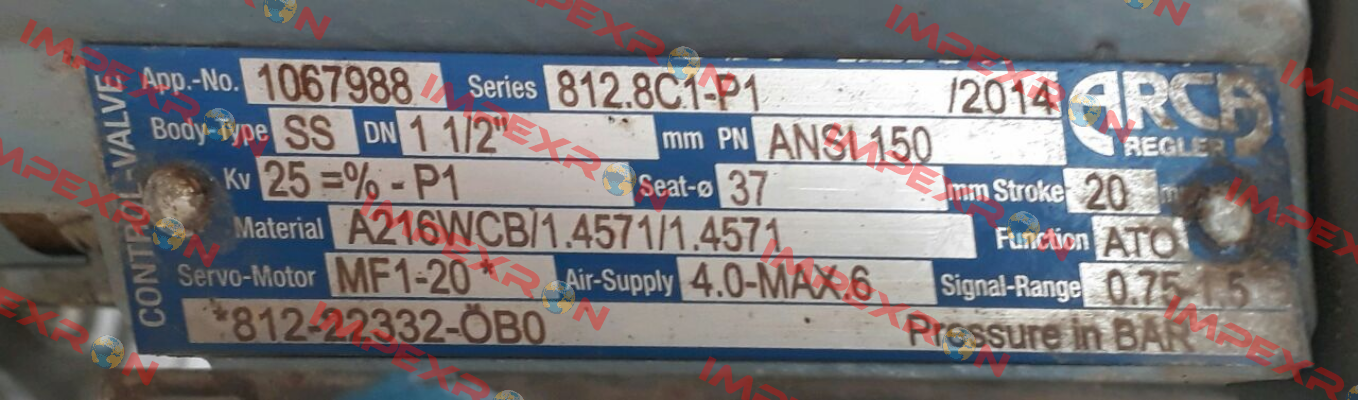 CONTROL-VALVE
App.-No. 1067988 Series 812.8C1-P1 /2014 ARCA
Body-Type SS DN 1 1/2" mm PN ANSI 150 REGLER
Kv 25 =% - P1 Seat-ø 37 mm Stroke 20
Material A216WCB/1.4571/1.4571 Function ATO
Servo-Motor MF1-20* Air-Supply 4.0-MAX.6 Signal-Range 0.75-1.5
*812-22332-ÖB0 Pressure in BAR
IMPEXRON